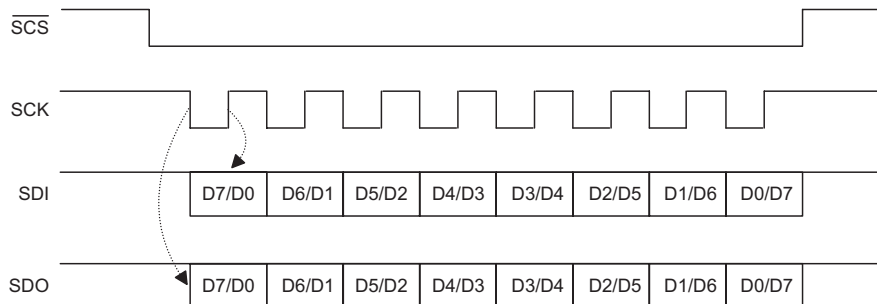 SCS
SCK
SDI D7/D0 D6/D1 D5/D2 D4/D3 D3/D4 D2/D5 D1/D6 D0/D7
SDO D7/D0 D6/D1 D5/D2 D4/D3 D3/D4 D2/D5 D1/D6 D0/D7